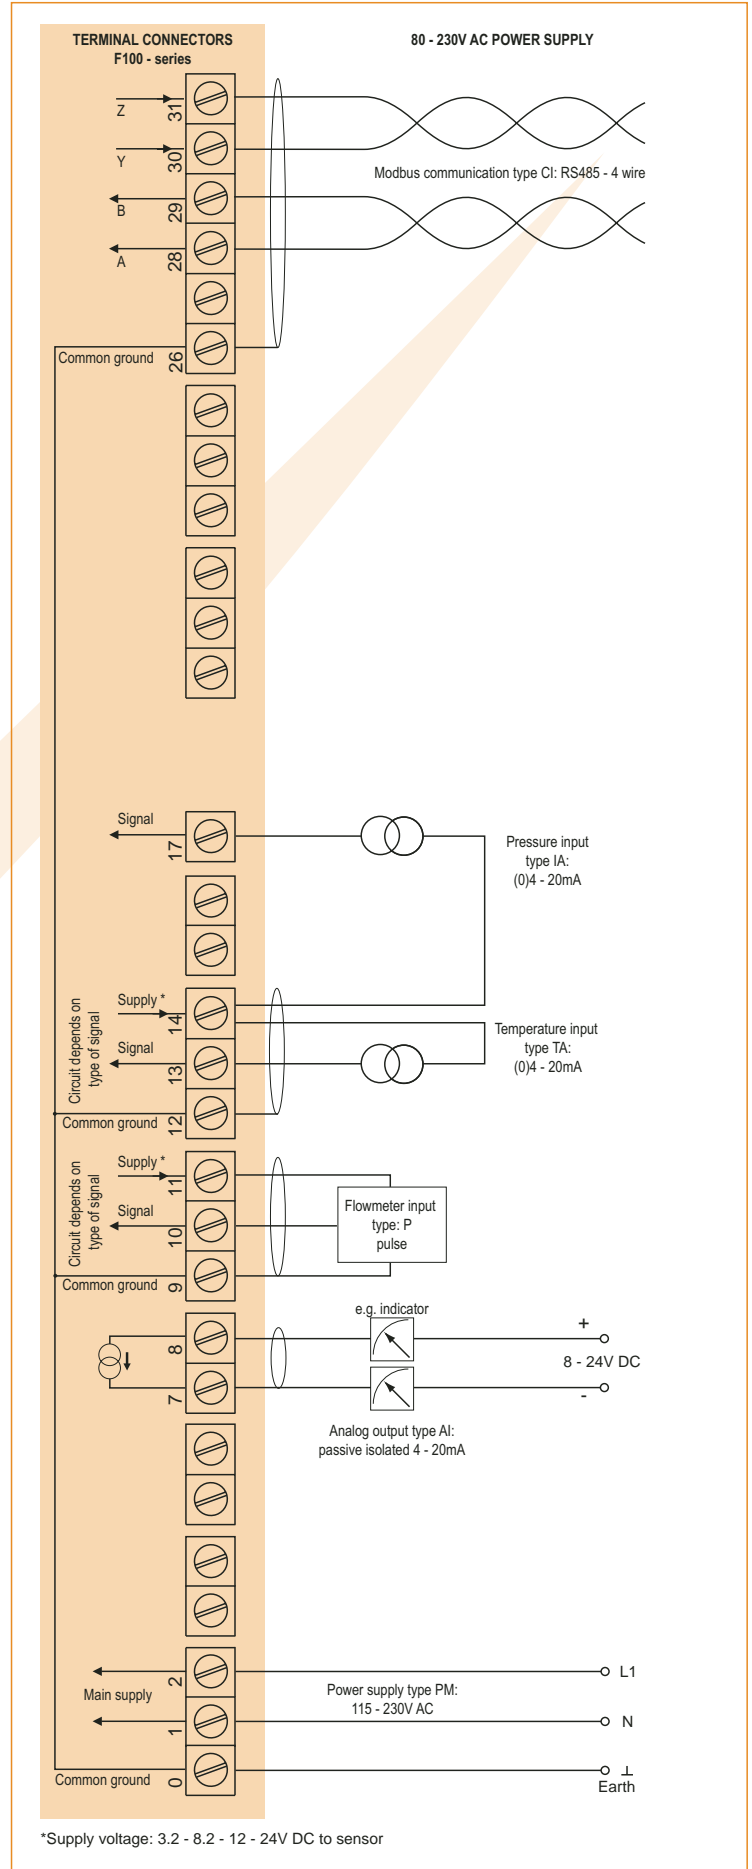 TERMINAL CONNECTORS
F100 - series
80 - 230V AC POWER SUPPLY
Z
31
Y
30
Modbus communication type CI: RS485 - 4 wire
B
29
A
28
Common ground
26
Signal
17
Pressure input
type IA:
(0)4 - 20mA
Circuit depends on
type of signal
Supply *
14
Signal
13
Temperature input
type TA:
(0)4 - 20mA
Common ground
12
Circuit depends on
type of signal
Supply *
11
Signal
10
Flowmeter input
type: P
pulse
Common ground
9
e.g. indicator
8
+
8 - 24V DC
7
-
Analog output type AI:
passive isolated 4 - 20mA
2
L1
Main supply
Power supply type PM:
115 - 230V AC
1
N
Common ground
0
Earth
*Supply voltage: 3.2 - 8.2 - 12 - 24V DC to sensor